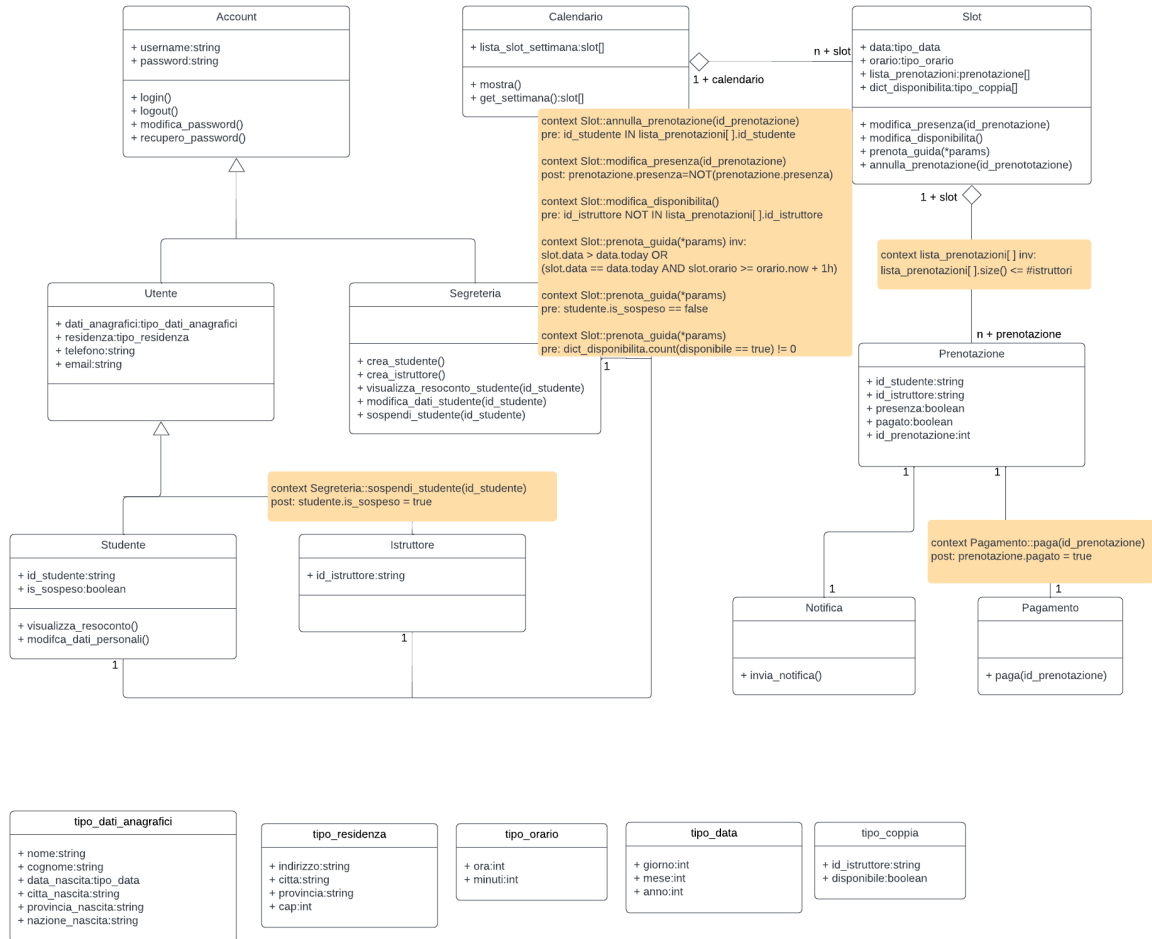 Account
+ username:string
+ password:string
+ login()
+ logout()
+ modifica_password()
+ recupero_password()
Calendario
+ lista_slot_settimana:slot[]
+ mostra()
+ get_settimana():slot[]
n + slot
1 + calendario
Slot
+ data:tipo_data
+ orario:tipo_orario
+ lista_prenotazioni:prenotazione[]
+ dict_disponibilita:tipo_coppia[]
+ modifica_presenza(id_prenotazione)
+ modifica_disponibilita()
+ prenota_guida(*params)
+ annulla_prenotazione(id_prenototazione)
context Slot::annulla_prenotazione(id_prenotazione)
pre: id_studente IN lista_prenotazioni[ ].id_studente
context Slot::modifica_presenza(id_prenotazione)
post: prenotazione.presenza=NOT(prenotazione.presenza)
context Slot::modifica_disponibilita()
pre: id_istruttore NOT IN lista_prenotazioni[ ].id_istruttore
context Slot::prenota_guida(*params) inv:
slot.data > data.today OR
(slot.data == data.today AND slot.orario >= orario.now + 1h)
context Slot::prenota_guida(*params)
pre: studente.is_sospeso == false
context Slot::prenota_guida(*params)
pre: dict_disponibilita.count(disponibile == true) != 0
1 + slot
context lista_prenotazioni[ ] inv:
lista_prenotazioni[ ].size() <= #istruttori
n + prenotazione
Utente
+ dati_anagrafici:tipo_dati_anagrafici
+ residenza:tipo_residenza
+ telefono:string
+ email:string
Segreteria
+ crea_studente()
+ crea_istruttore()
+ visualizza_resoconto_studente(id_studente)
+ modifica_dati_studente(id_studente)
+ sospendi_studente(id_studente)
1
Prenotazione
+ id_studente:string
+ id_istruttore:string
+ presenza:boolean
+ pagato:boolean
+ id_prenotazione:int
1
1
context Segreteria::sospendi_studente(id_studente)
post: studente.is_sospeso = true
context Pagamento::paga(id_prenotazione)
post: prenotazione.pagato = true
Studente
+ id_studente:string
+ is_sospeso:boolean
+ visualizza_resoconto()
+ modifca_dati_personali()
1
Istruttore
+ id_istruttore:string
1
1
Notifica
+ invia_notifica()
1
Pagamento
+ paga(id_prenotazione)
tipo_dati_anagrafici
+ nome:string
+ cognome:string
+ data_nascita:tipo_data
+ citta_nascita:string
+ provincia_nascita:string
+ nazione_nascita:string
tipo_residenza
+ indirizzo:string
+ citta:string
+ provincia:string
+ cap:int
tipo_orario
+ ora:int
+ minuti:int
tipo_data
+ giorno:int
+ mese:int
+ anno:int
tipo_coppia
+ id_istruttore:string
+ disponibile:boolean